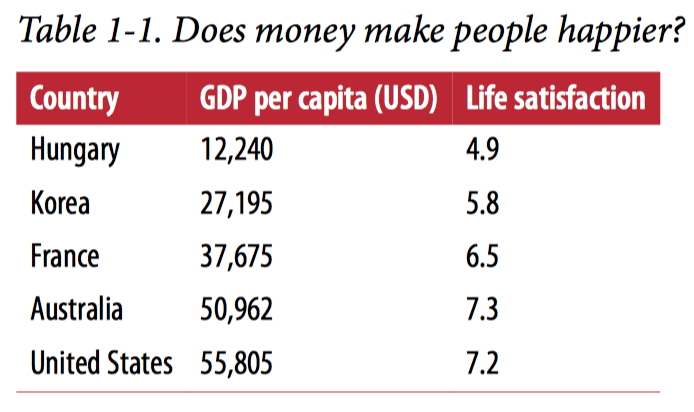 Table 1-1. Does money make people happier?
Country GDP per capita (USD) Life satisfaction
Hungary 12,240 4.9
Korea 27,195 5.8
France 37,675 6.5
Australia 50,962 7.3
United States 55,805 7.2